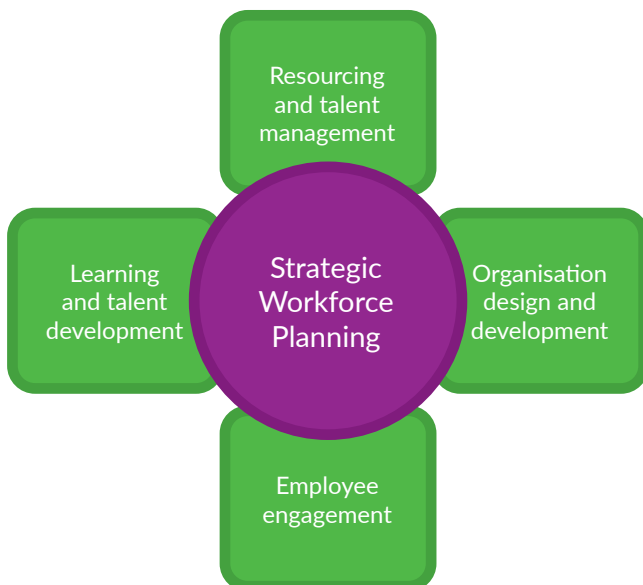 Resourcing
and talent
management
Learning
and talent
development
Strategic
Workforce
Planning
Organisation
design and
development
Employee
engagement